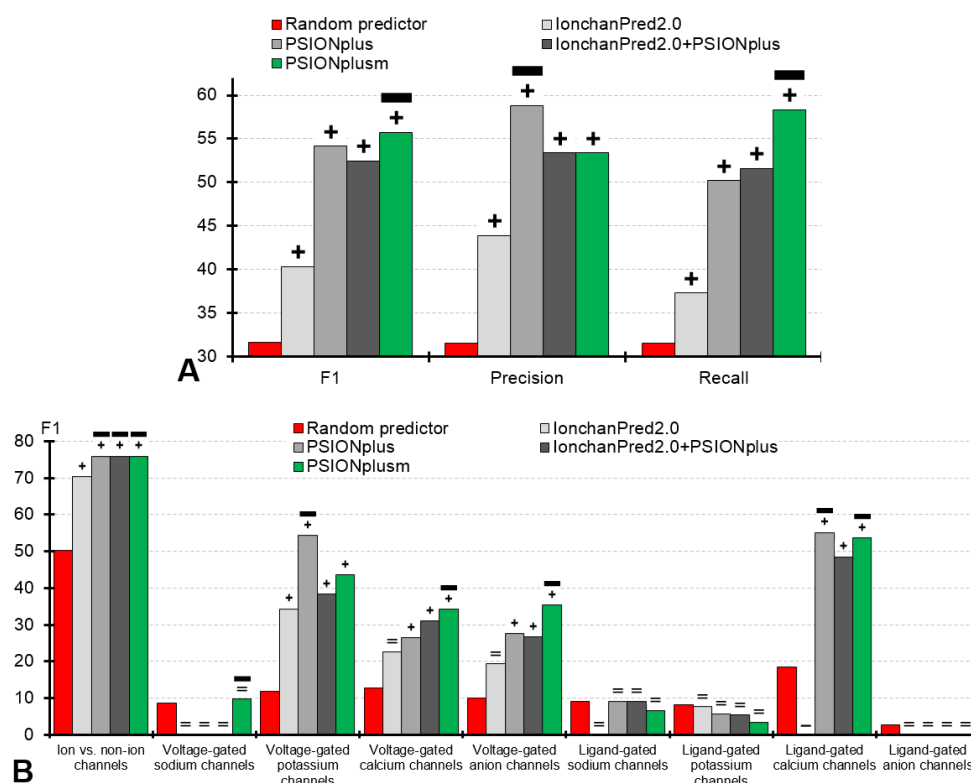 Random predictor
IonchanPred2.0
PSIONplus
IonchanPred2.0+PSIONplus
PSIONplusm
60
55
50
45
40
35
30
F1
Precision
Recall
A
F1
Random predictor
IonchanPred2.0
PSIONplus
IonchanPred2.0+PSIONplus
PSIONplusm
80
70
60
50
40
30
20
10
0
Ion vs. non-ion
channels
Voltage-gated
sodium channels
Voltage-gated
potassium
channels
Voltage-gated
calcium channels
Voltage-gated
anion channels
Ligand-gated
sodium channels
Ligand-gated
potassium
channels
Ligand-gated
calcium channels
Ligand-gated
anion channels
B